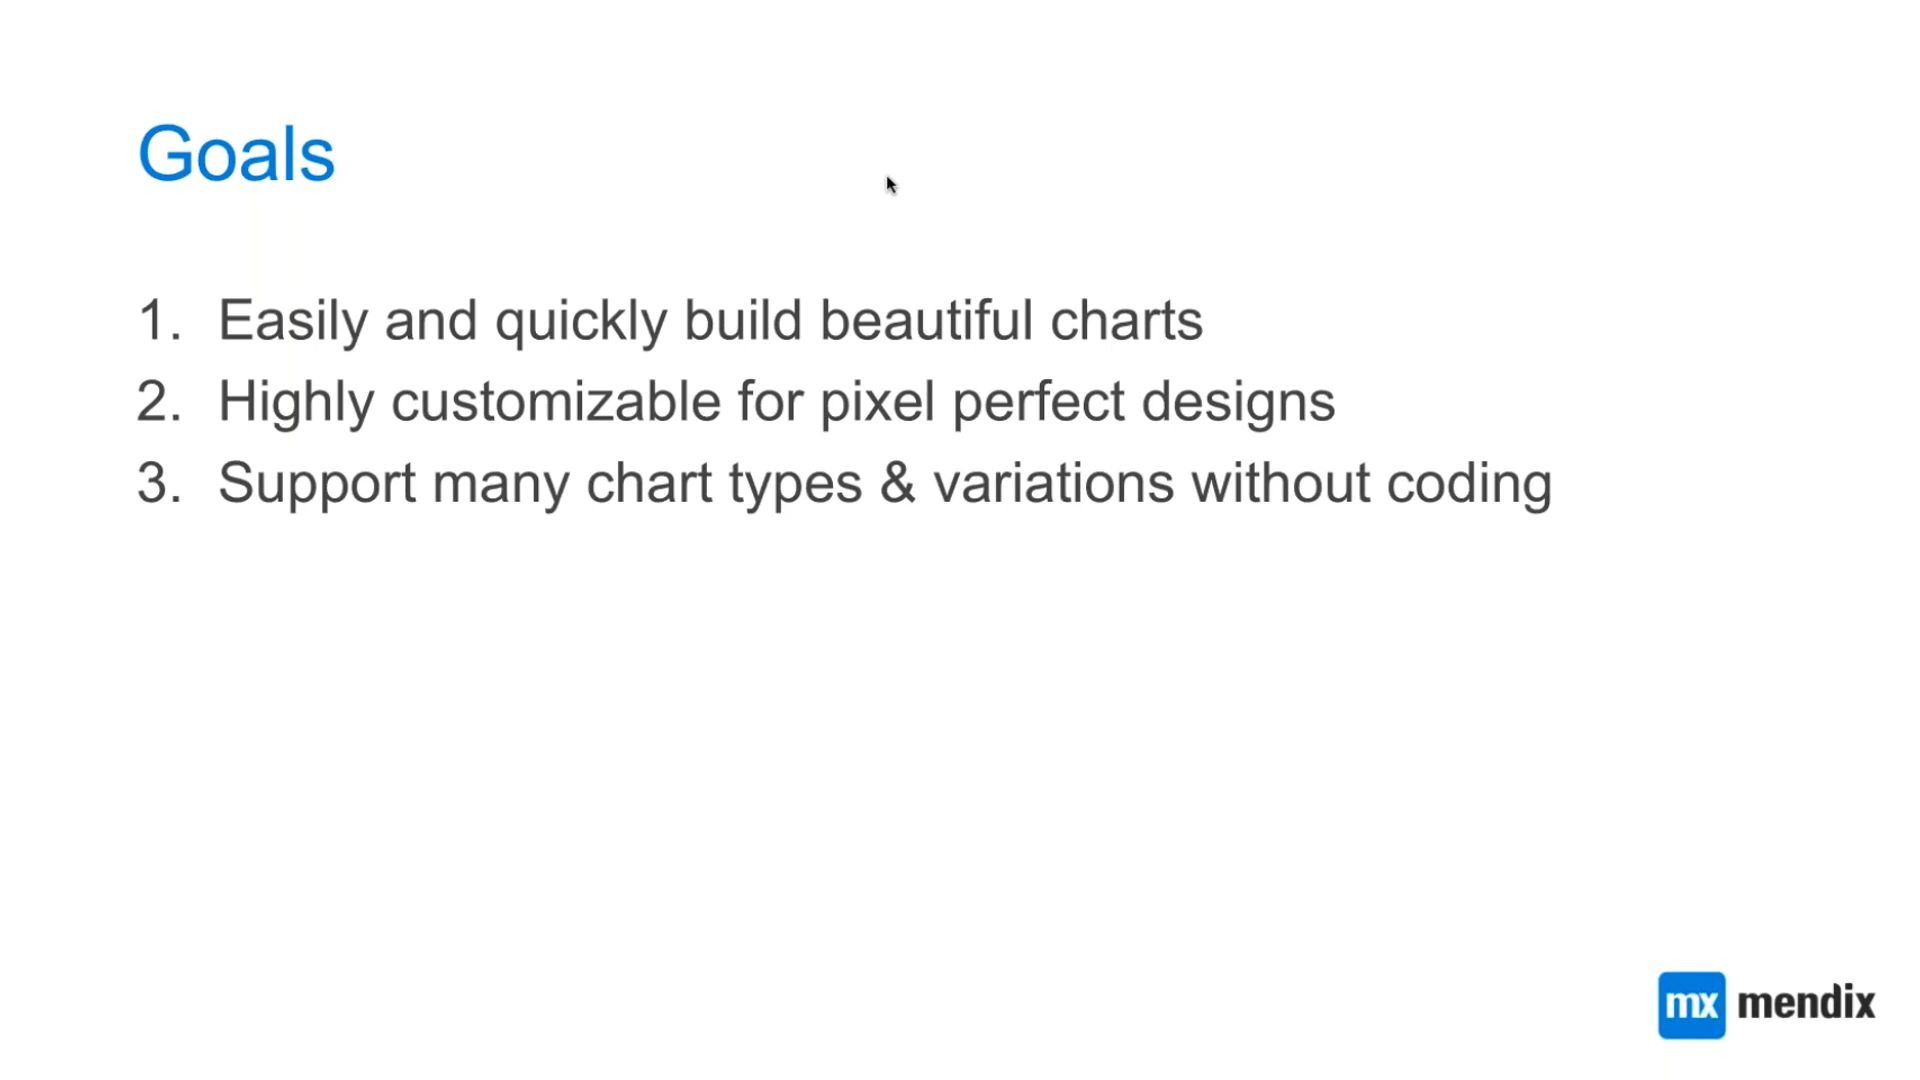 Goals
1. Easily and quickly build beautiful charts
2. Highly customizable for pixel perfect designs
3. Support many chart types & variations without coding
mx mendix